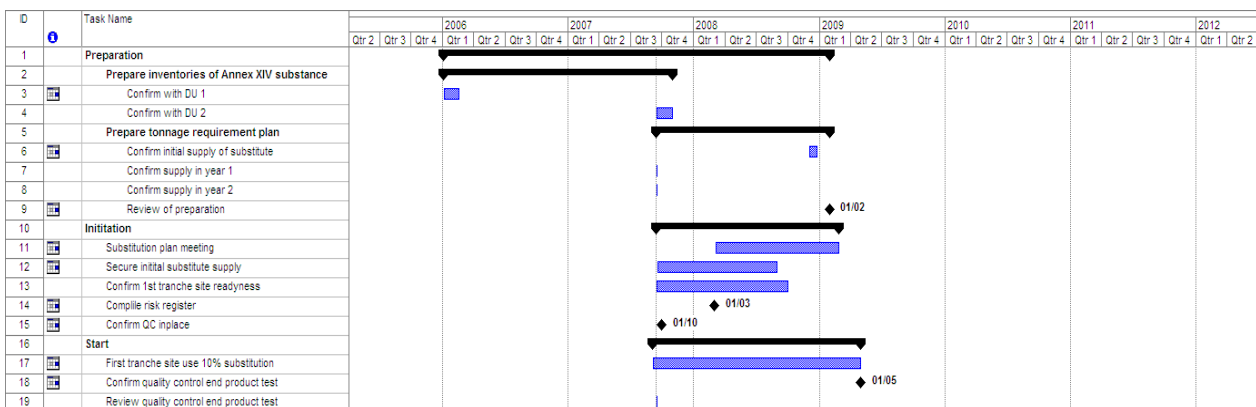 ID Task Name 2006 2007 2008 2009 2010 2011 2012
Qtr 2 Qtr 3 Qtr 4 Qtr 1 Qtr 2 Qtr 3 Qtr 4 Qtr 1 Qtr 2 Qtr 3 Qtr 4 Qtr 1 Qtr 2 Qtr 3 Qtr 4 Qtr 1 Qtr 2 Qtr 3 Qtr 4 Qtr 1 Qtr 2 Qtr 3 Qtr 4 Qtr 1 Qtr 2 Qtr 3 Qtr 4 Qtr 1 Qtr 2
1 Preparation
2 Prepare inventories of Annex XIV substance
3 Confirm with DU 1
4 Confirm with DU 2
5 Prepare tonnage requirement plan
6 Confirm initial supply of substitute
7 Confirm supply in year 1
8 Confirm supply in year 2
9 Review of preparation 01/02
10 Inititation
11 Substitution plan meeting
12 Secure initital substitute supply
13 Confirm 1st tranche site readyness
14 Complile risk register 01/03
15 Confirm QC inplace 01/10
16 Start
17 First tranche site use 10% substitution
18 Confirm quality control end product test 01/05
19 Review quality control end product test